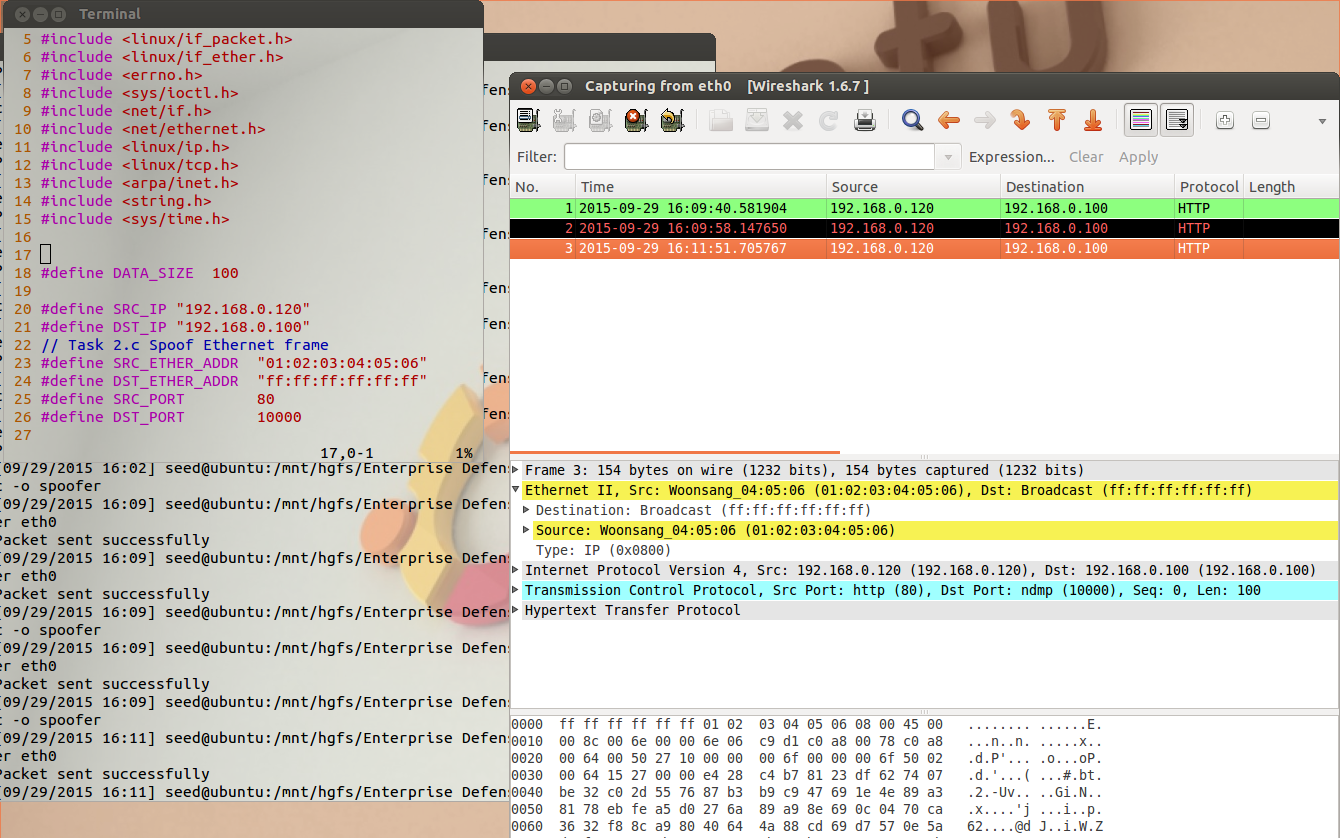 Terminal
5 #include <linux/if_packet.h>
6 #include <linux/if_ether.h>
7 #include <errno.h>
8 #include <sys/ioctl.h>
9 #include <net/if.h>
10 #include <net/ethernet.h>
11 #include <linux/ip.h>
12 #include <linux/tcp.h>
13 #include <arpa/inet.h>
14 #include <string.h>
15 #include <sys/time.h>
16
17
18 #define DATA_SIZE  100
19
20 #define SRC_IP "192.168.0.120"
21 #define DST_IP "192.168.0.100"
22 // Task 2.c Spoof Ethernet frame
23 #define SRC_ETHER_ADDR  "01:02:03:04:05:06"
24 #define DST_ETHER_ADDR  "ff:ff:ff:ff:ff:ff"
25 #define SRC_PORT        80
26 #define DST_PORT        10000
27
17,0-1 1%
[09/29/2015 16:02] seed@ubuntu:/mnt/hgfs/Enterprise Defens
t -o spoofer
er eth0
Packet sent successfully
[09/29/2015 16:09] seed@ubuntu:/mnt/hgfs/Enterprise Defens
er eth0
Packet sent successfully
[09/29/2015 16:09] seed@ubuntu:/mnt/hgfs/Enterprise Defens
t -o spoofer
[09/29/2015 16:09] seed@ubuntu:/mnt/hgfs/Enterprise Defens
er eth0
Packet sent successfully
[09/29/2015 16:09] seed@ubuntu:/mnt/hgfs/Enterprise Defens
t -o spoofer
[09/29/2015 16:11] seed@ubuntu:/mnt/hgfs/Enterprise Defens
er eth0
Packet sent successfully
[09/29/2015 16:11] seed@ubuntu:/mnt/hgfs/Enterprise Defens
Capturing from eth0   [Wireshark 1.6.7 ]
Filter: Expression... Clear Apply
No. Time Source Destination Protocol Length
1 2015-09-29 16:09:40.581904 192.168.0.120 192.168.0.100 HTTP
2 2015-09-29 16:09:58.147650 192.168.0.120 192.168.0.100 HTTP
3 2015-09-29 16:11:51.705767 192.168.0.120 192.168.0.100 HTTP
Frame 3: 154 bytes on wire (1232 bits), 154 bytes captured (1232 bits)
Ethernet II, Src: Woonsang_04:05:06 (01:02:03:04:05:06), Dst: Broadcast (ff:ff:ff:ff:ff:ff)
Destination: Broadcast (ff:ff:ff:ff:ff:ff)
Source: Woonsang_04:05:06 (01:02:03:04:05:06)
Type: IP (0x0800)
Internet Protocol Version 4, Src: 192.168.0.120 (192.168.0.120), Dst: 192.168.0.100 (192.168.0.100)
Transmission Control Protocol, Src Port: http (80), Dst Port: ndmp (10000), Seq: 0, Len: 100
Hypertext Transfer Protocol
0000  ff ff ff ff ff ff 01 02  03 04 05 06 08 00 45 00   ........ ......E.
0010  00 8c 00 6e 00 00 6e 06  c9 d1 c0 a8 00 78 c0 a8   ...n..n. .....x..
0020  00 64 00 50 27 10 00 00  00 6f 00 00 00 6f 50 02   .d.P'... .o...oP.
0030  00 64 15 27 00 00 e4 28  c4 b7 81 23 df 62 74 07   .d.'...( ...#.bt.
0040  be 32 c0 2d 55 76 87 b3  b9 c9 47 69 1e 4e 89 a3   .2.-Uv.. ..Gi.N..
0050  81 78 eb fe a5 d0 27 6a  89 a9 8e 69 0c 04 70 ca   .x....'j ...i..p.
0060  36 32 f8 8c a9 80 40 64  4a 88 cd 69 d7 57 0e 5a   62....@d J..i.W.Z